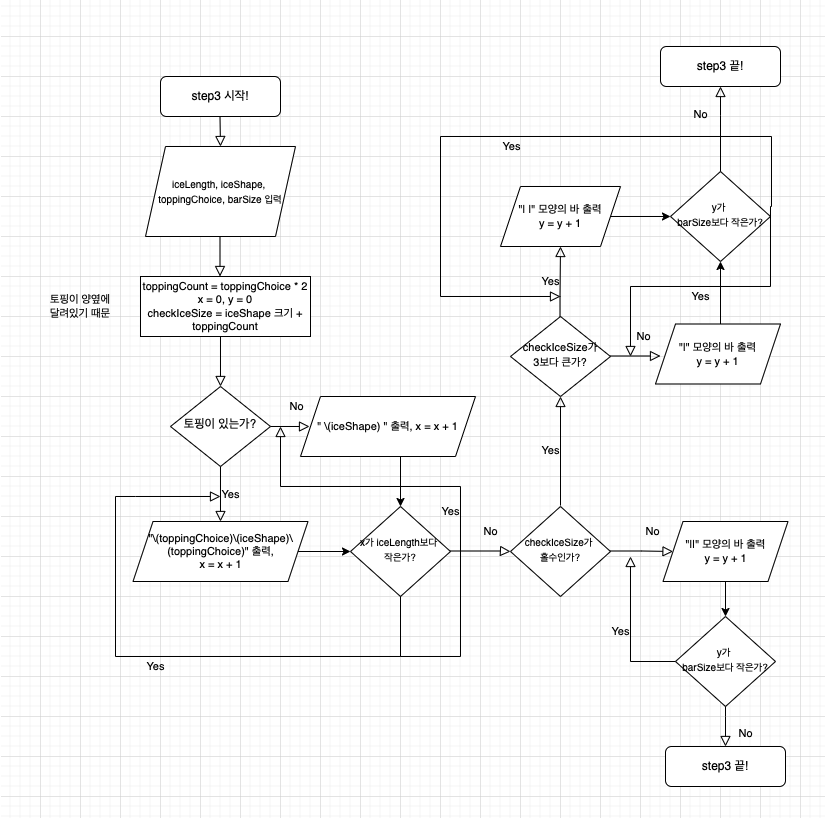 step3 시작!
iceLength, iceShape,
toppingChoice, barSize 입력
토핑이 양옆에
달려있기 때문
toppingCount = toppingChoice * 2
x = 0, y = 0
checkIceSize = iceShape 크기 +
toppingCount
토핑이 있는가?
No
" \(iceShape) " 출력, x = x + 1
Yes
"\(toppingChoice)\(iceShape)\
(toppingChoice)" 출력,
x = x + 1
x가 iceLength보다
작은가?
Yes
Yes
No
checkIceSize가
홀수인가?
Yes
No
checkIceSize가
3보다 큰가?
Yes
No
"I I" 모양의 바 출력
y = y + 1
"I" 모양의 바 출력
y = y + 1
y가
barSize보다 작은가?
Yes
Yes
No
step3 끝!
"II" 모양의 바 출력
y = y + 1
y가
barSize보다 작은가?
Yes
No
step3 끝!